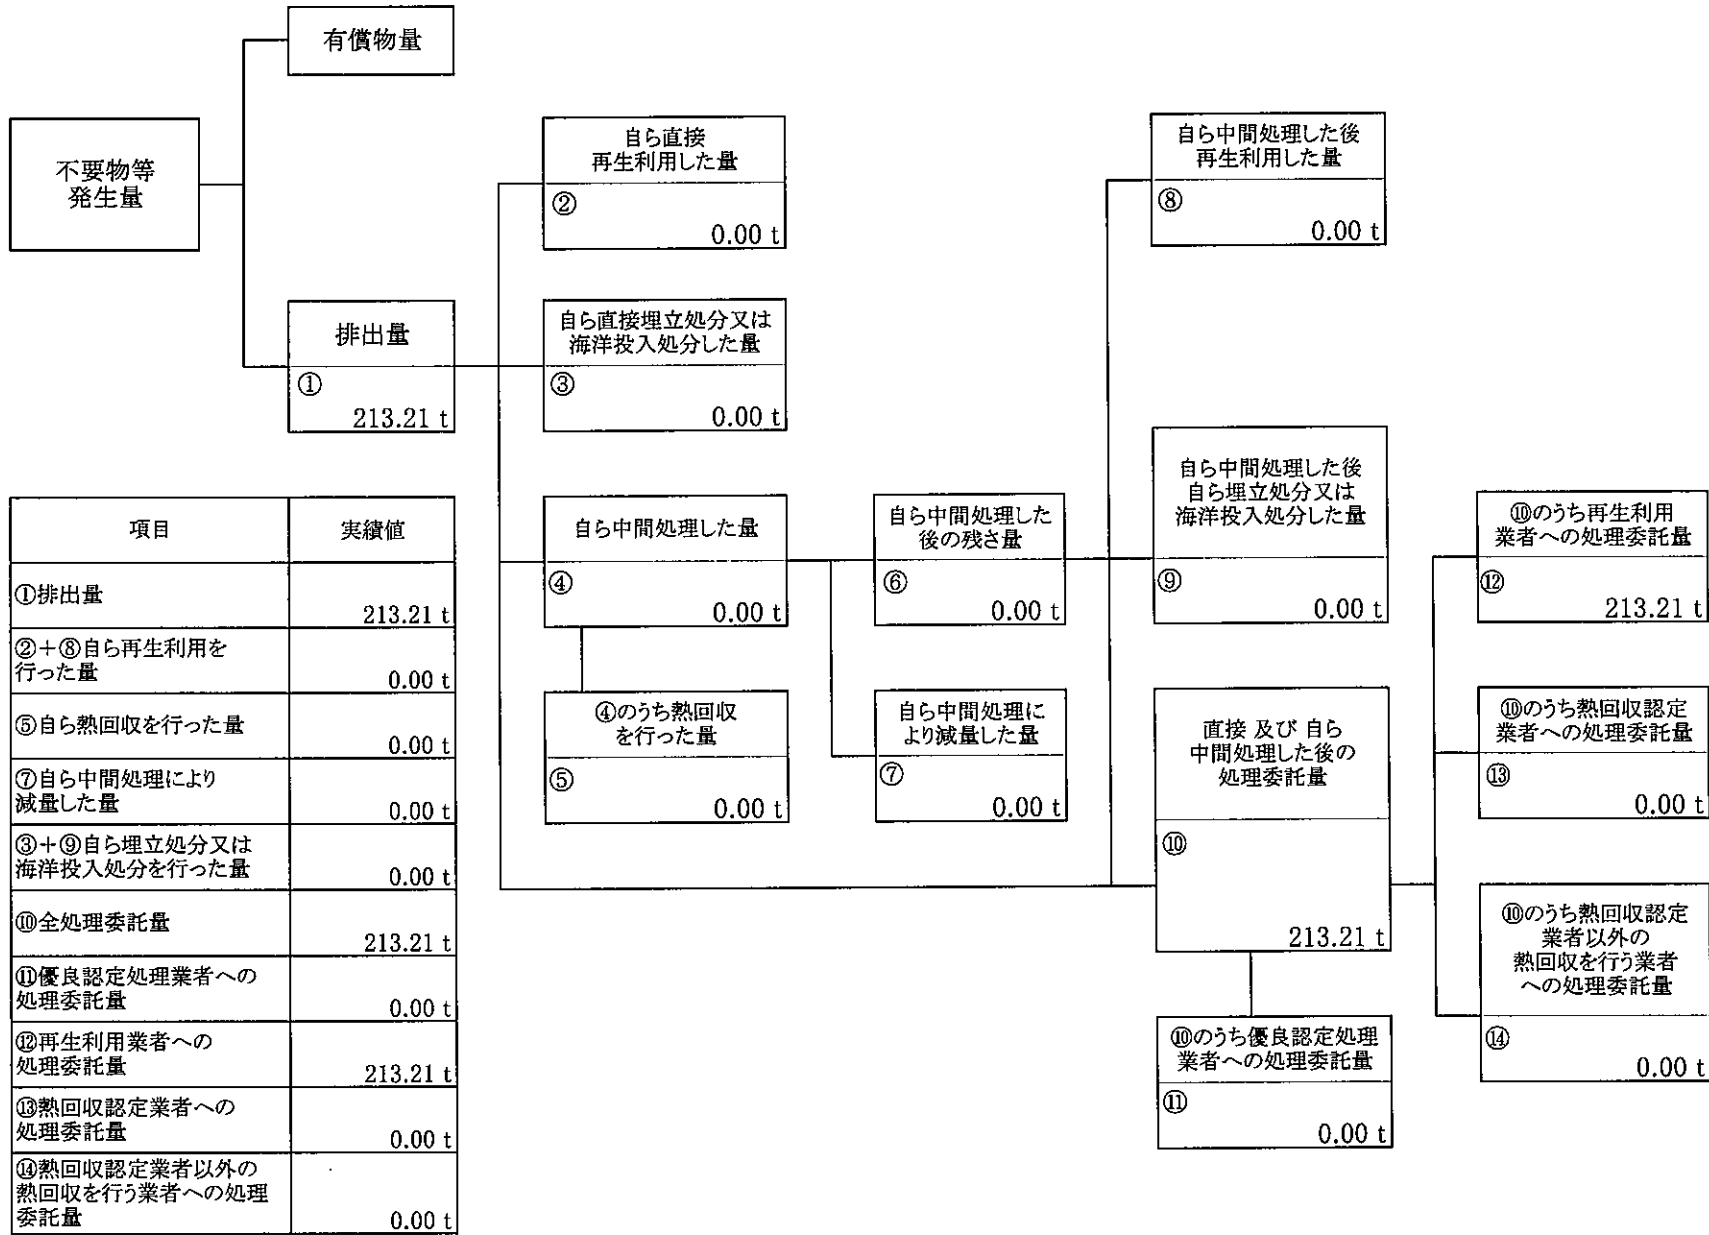 有償物量
不要物等
発生量
排出量
①
213.21 t
自ら直接
再生利用した量
②
0.00 t
自ら直接埋立処分又は
海洋投入処分した量
③
0.00 t
自ら中間処理した量
④
0.00 t
④のうち熱回収
を行った量
⑤
0.00 t
自ら中間処理した
後の残さ量
⑥
0.00 t
自ら中間処理に
より減量した量
⑦
0.00 t
自ら中間処理した後
再生利用した量
⑧
0.00 t
自ら中間処理した後
自ら埋立処分又は
海洋投入処分した量
⑨
0.00 t
直接 及び 自ら
中間処理した後の
処理委託量
⑩
213.21 t
⑩のうち優良認定処理
業者への処理委託量
⑪
0.00 t
⑩のうち再生利用
業者への処理委託量
⑫
213.21 t
⑩のうち熱回収認定
業者への処理委託量
⑬
0.00 t
⑩のうち熱回収認定
業者以外の
熱回収を行う業者
への処理委託量
⑭
0.00 t
項目 実績値
①排出量
213.21 t
②+⑧自ら再生利用を
行った量
0.00 t
⑤自ら熱回収を行った量
0.00 t
⑦自ら中間処理により
減量した量
0.00 t
③+⑨自ら埋立処分又は
海洋投入処分を行った量
0.00 t
⑩全処理委託量
213.21 t
⑪優良認定処理業者への
処理委託量
0.00 t
⑫再生利用業者への
処理委託量
213.21 t
⑬熱回収認定業者への
処理委託量
0.00 t
⑭熱回収認定業者以外の
熱回収を行う業者への処理
委託量
0.00 t